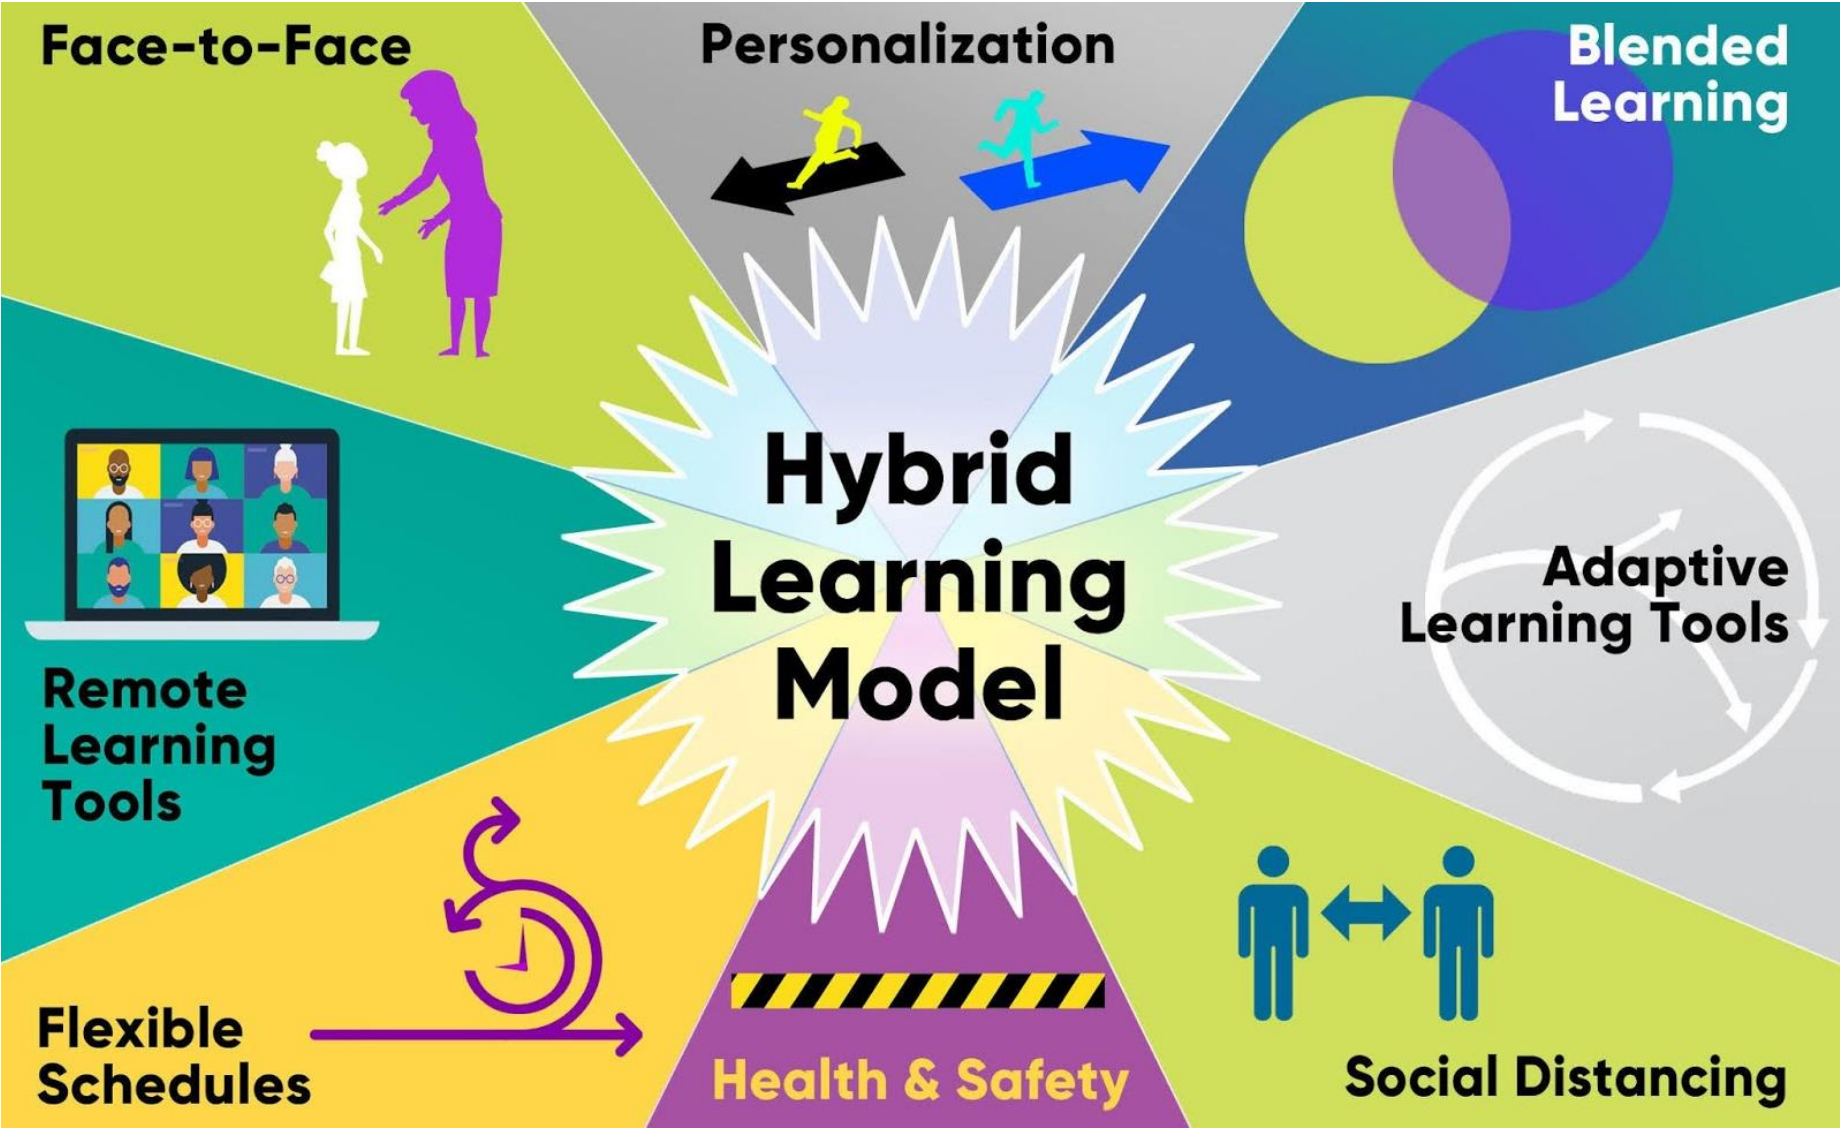 Face-to-Face
Personalization
Blended
Learning
Hybrid
Learning
Model
Adaptive
Learning Tools
Remote
Learning
Tools
Flexible
Schedules
Health & Safety
Social Distancing